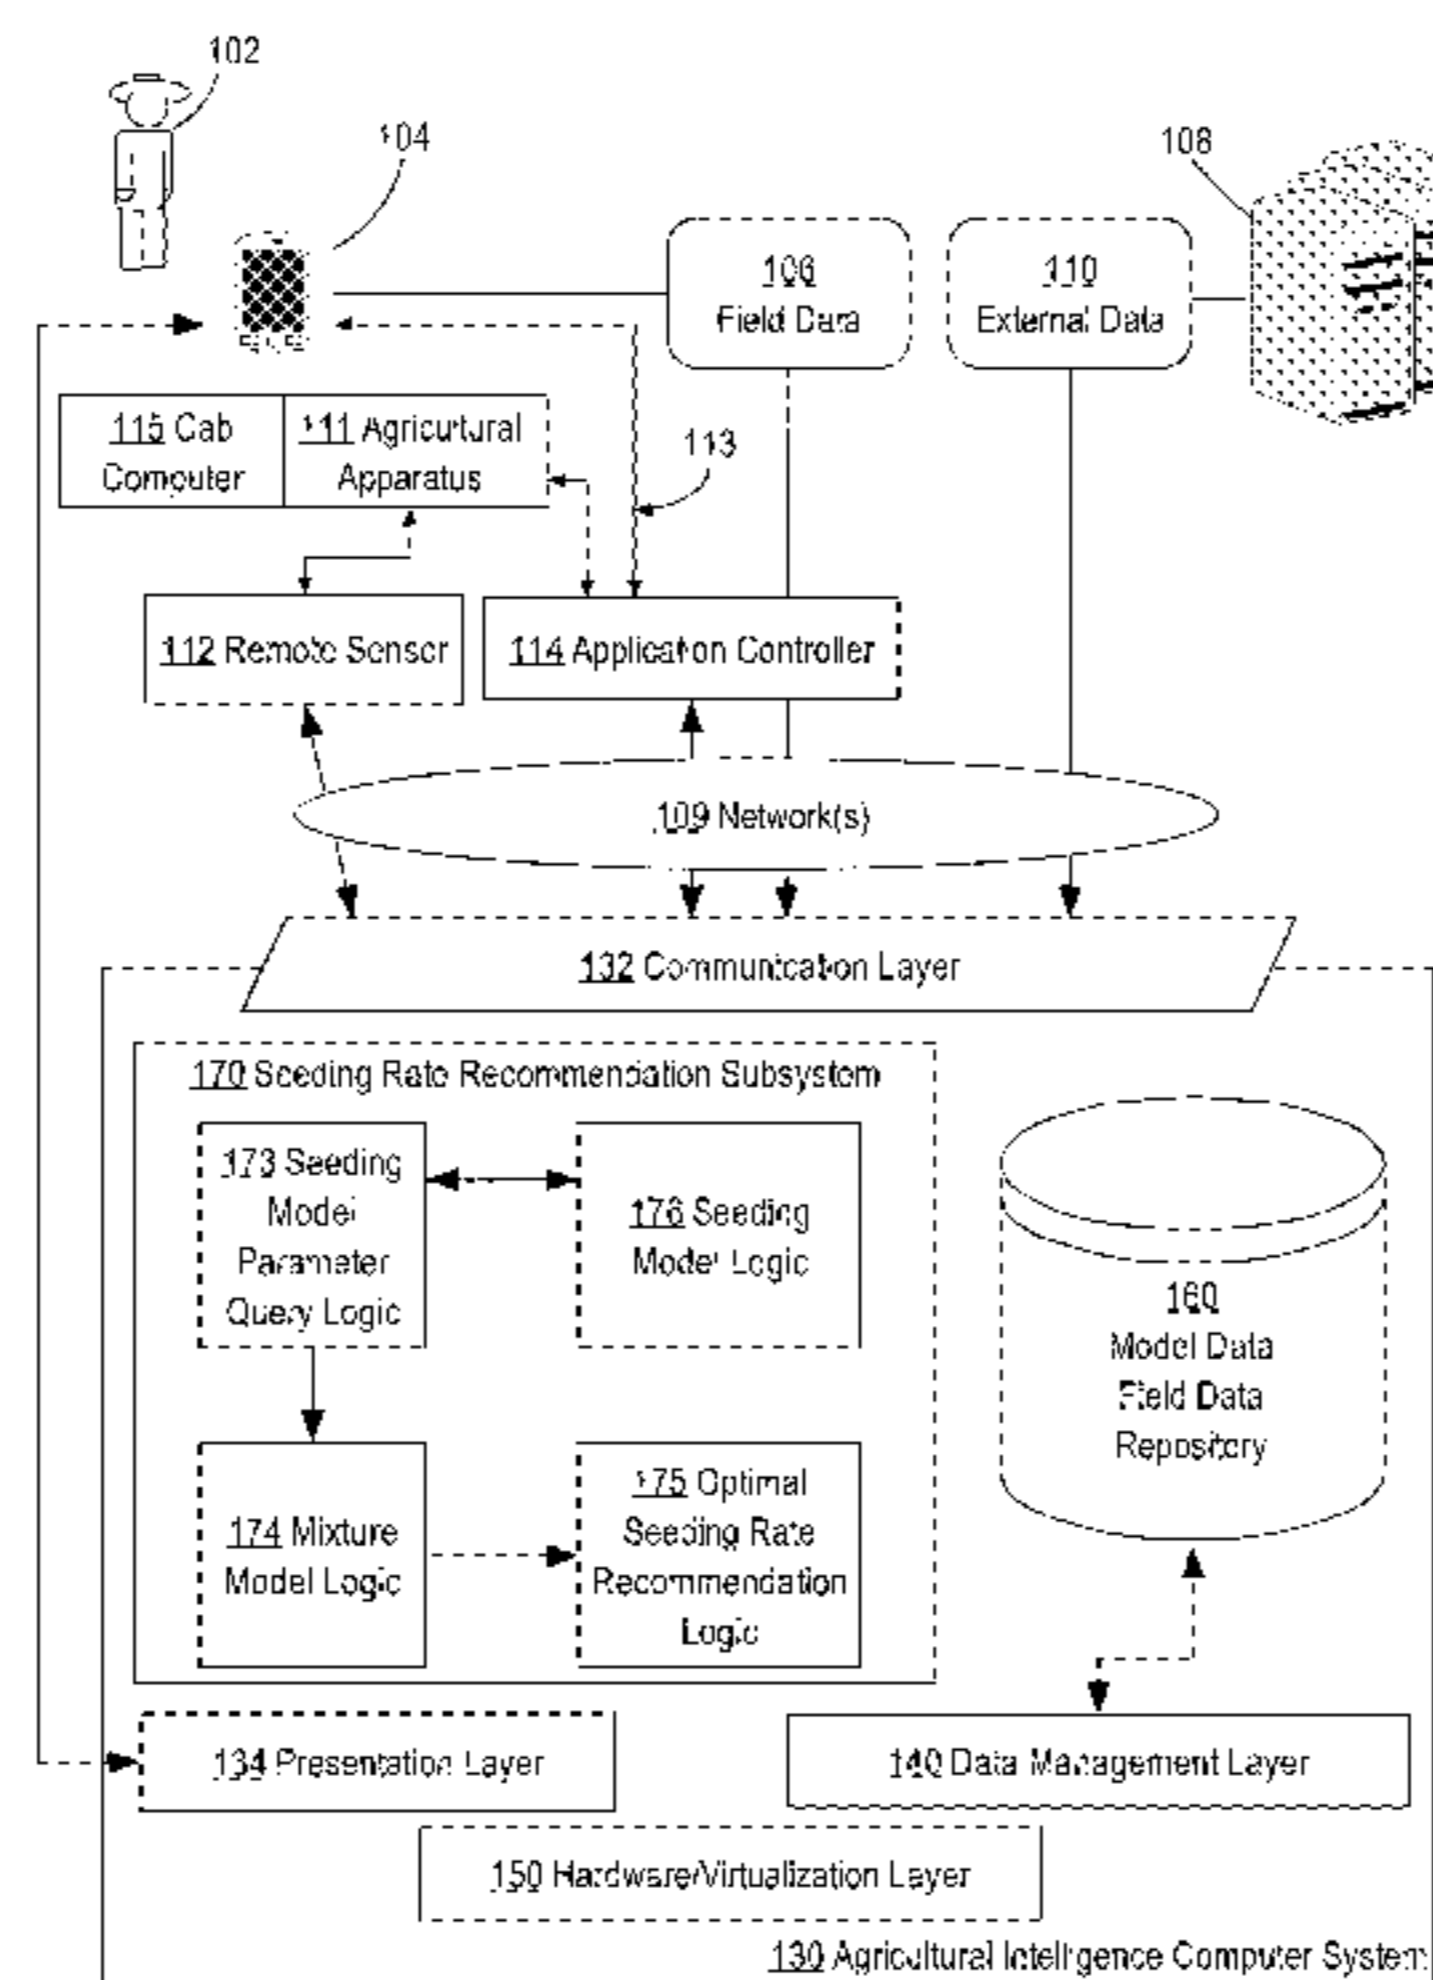 102
104
108
106
Field Data
110
External Data
115 Cab
Computer
111 Agricultural
Apparatus
113
112 Remote Sensor
114 Application Controller
109 Network(s)
132 Communication Layer
170 Seeding Rate Recommendation Subsystem
173 Seeding
Model
Parameter
Query Logic
176 Seeding
Model Logic
160
Model Data
Field Data
Repository
174 Mixture
Model Logic
175 Optimal
Seeding Rate
Recommendation
Logic
134 Presentation Layer
140 Data Management Layer
150 Hardware/Virtualization Layer
130 Agricultural Intelligence Computer System